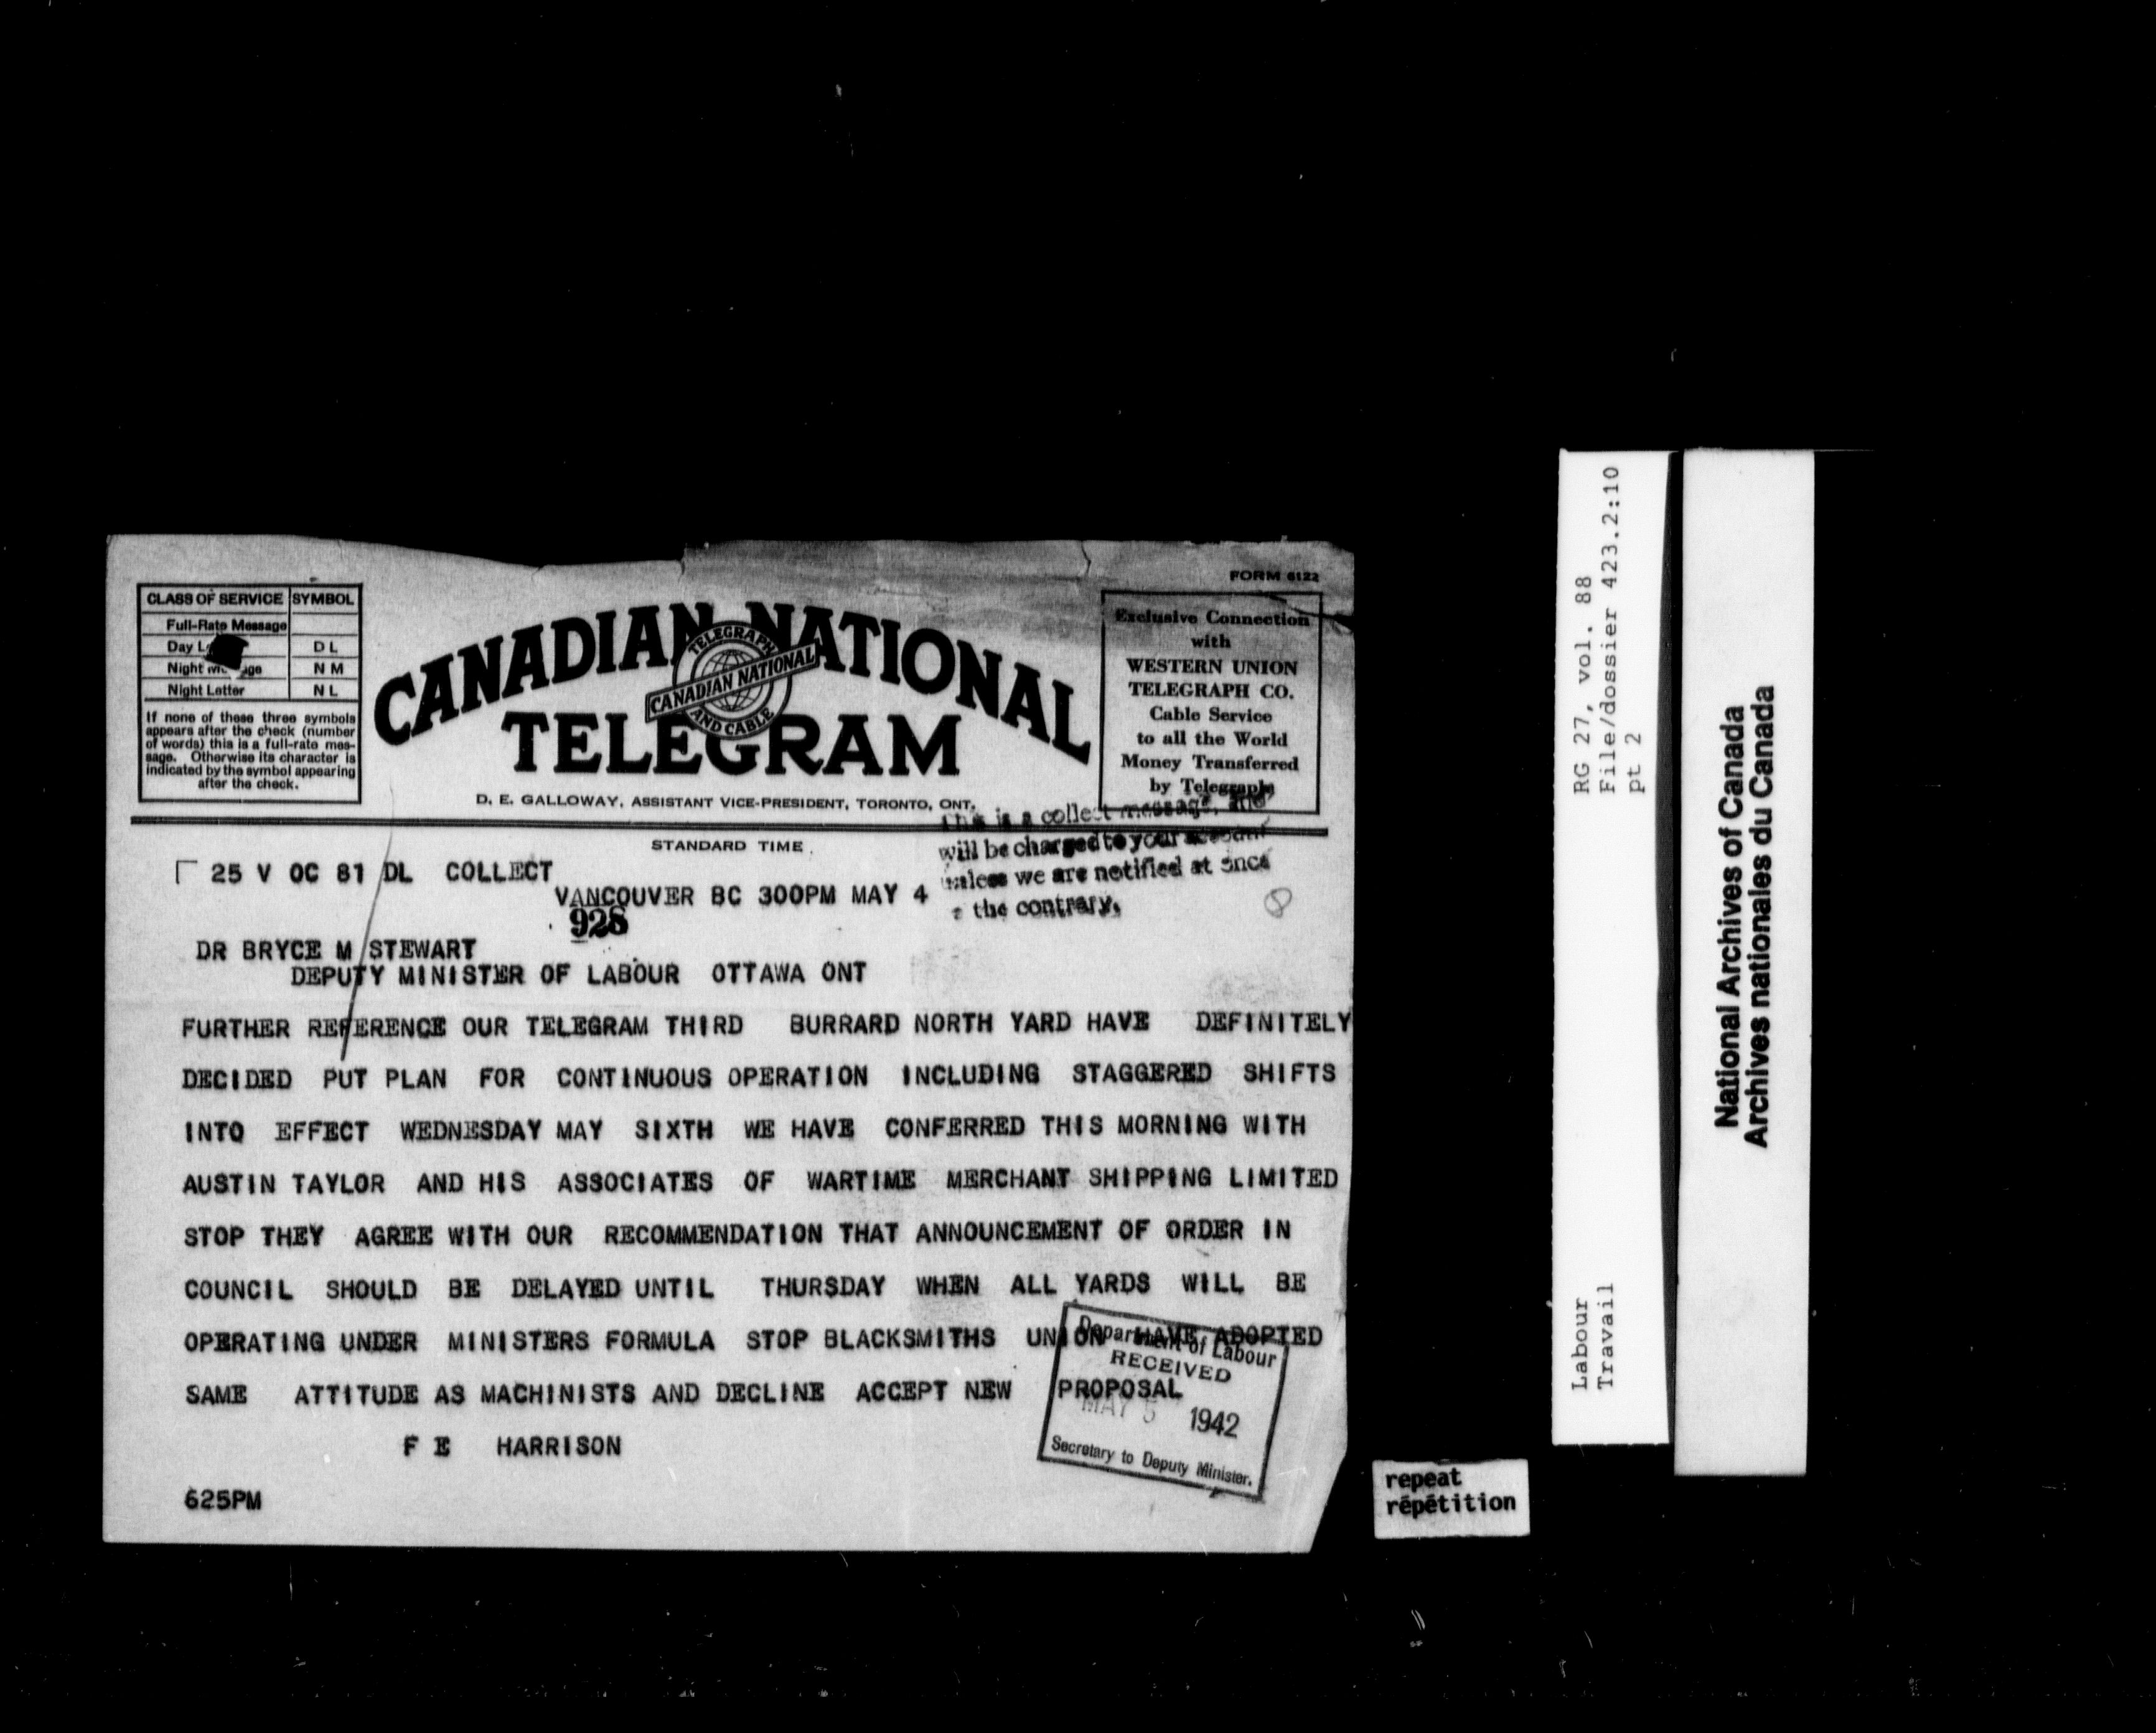 FORM 6122
CLASS OF SERVICE SYMBOL
Full-Rate Message
Day D L
Night N M
Night Letter N L
If none of these three symbols
appears after the check (number
of words) this is a full-rate mes-
sage. Otherwise its character is
indicated by the symbol appearing
after the check.
CANADIAN NATIONAL
TELEGRAM
TELEGRAPH
CANADIAN NATIONAL
AND CABLE
D. E. GALLOWAY, ASSISTANT VICE-PRESIDENT, TORONTO, ONT.
Exclusive Connection
with
WESTERN UNION
TELEGRAPH CO.
Cable Service
to all the World
Money Transferred
by Telegraph
STANDARD TIME
This is a collect message, and
will be charged to your account
unless we are notified at once
the contrary.
25 V OC 81 DL COLLECT
VANCOUVER BC 300PM MAY 4
928
8
DR BRYCE M STEWART
DEPUTY MINISTER OF LABOUR OTTAWA ONT
FURTHER REFERENCE OUR TELEGRAM THIRD BURRARD NORTH YARD HAVE DEFINITELY
DECIDED PUT PLAN FOR CONTINUOUS OPERATION INCLUDING STAGGERED SHIFTS
INTO EFFECT WEDNESDAY MAY SIXTH WE HAVE CONFERRED THIS MORNING WITH
AUSTIN TAYLOR AND HIS ASSOCIATES OF WARTIME MERCHANT SHIPPING LIMITED
STOP THEY AGREE WITH OUR RECOMMENDATION THAT ANNOUNCEMENT OF ORDER IN
COUNCIL SHOULD BE DELAYED UNTIL THURSDAY WHEN ALL YARDS WILL BE
OPERATING UNDER MINISTERS FORMULA STOP BLACKSMITHS UNION HAVE ADOPTED
SAME ATTITUDE AS MACHINISTS AND DECLINE ACCEPT NEW PROPOSAL
F E HARRISON
625PM
Department of Labour
RECEIVED
MAY 5 1942
Secretary to Deputy Minister.
repeat
répétition
RG 27, vol. 88
File/dossier 423.2:10
pt 2
Labour
Travail
National Archives of Canada
Archives nationales du Canada